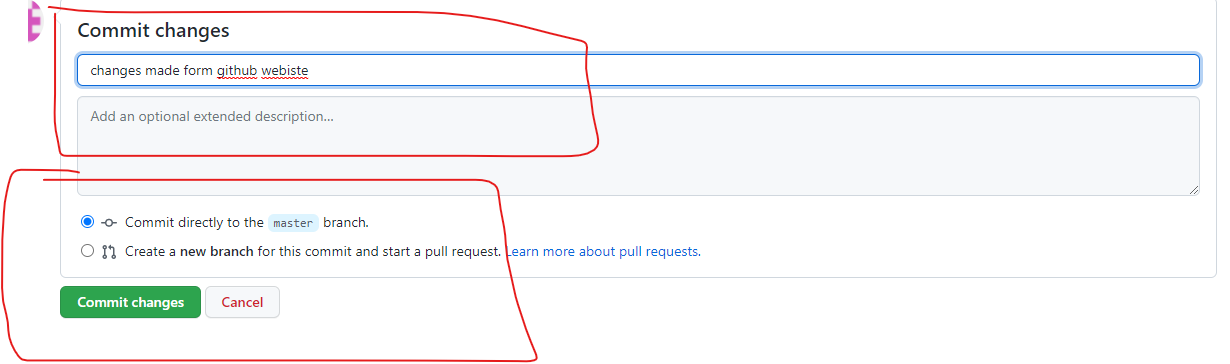 Commit changes
changes made form github webiste
Add an optional extended description...
Commit directly to the master branch.
Create a new branch for this commit and start a pull request. Learn more about pull requests.
Commit changes Cancel